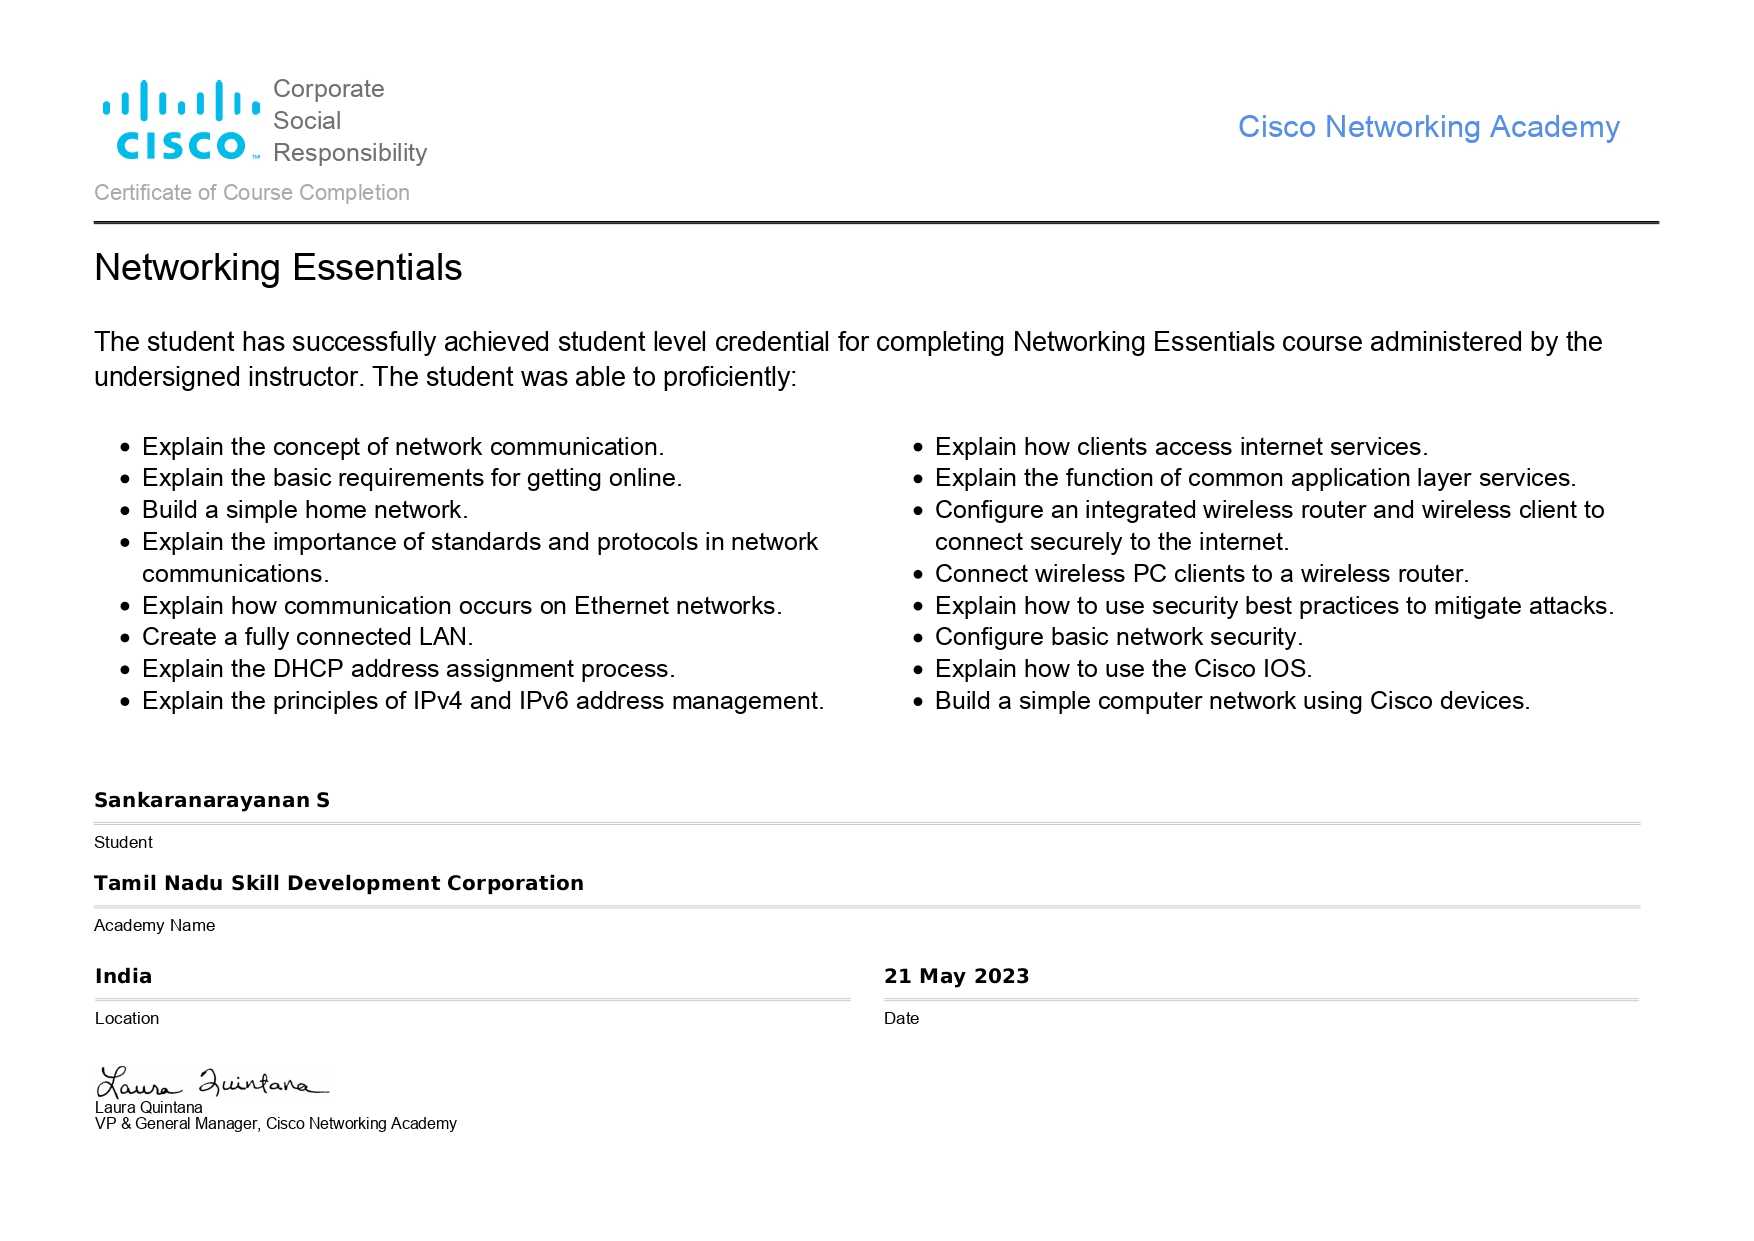 Corporate
Social
Responsibility
CISCO™
Cisco Networking Academy
Certificate of Course Completion
Networking Essentials
The student has successfully achieved student level credential for completing Networking Essentials course administered by the
undersigned instructor. The student was able to proficiently:
• Explain the concept of network communication.
• Explain the basic requirements for getting online.
• Build a simple home network.
• Explain the importance of standards and protocols in network
communications.
• Explain how communication occurs on Ethernet networks.
• Create a fully connected LAN.
• Explain the DHCP address assignment process.
• Explain the principles of IPv4 and IPv6 address management.
• Explain how clients access internet services.
• Explain the function of common application layer services.
• Configure an integrated wireless router and wireless client to
connect securely to the internet.
• Connect wireless PC clients to a wireless router.
• Explain how to use security best practices to mitigate attacks.
• Configure basic network security.
• Explain how to use the Cisco IOS.
• Build a simple computer network using Cisco devices.
Sankaranarayanan S
Student
Tamil Nadu Skill Development Corporation
Academy Name
India
Location
21 May 2023
Date
Laura Quintana
Laura Quintana
VP & General Manager, Cisco Networking Academy